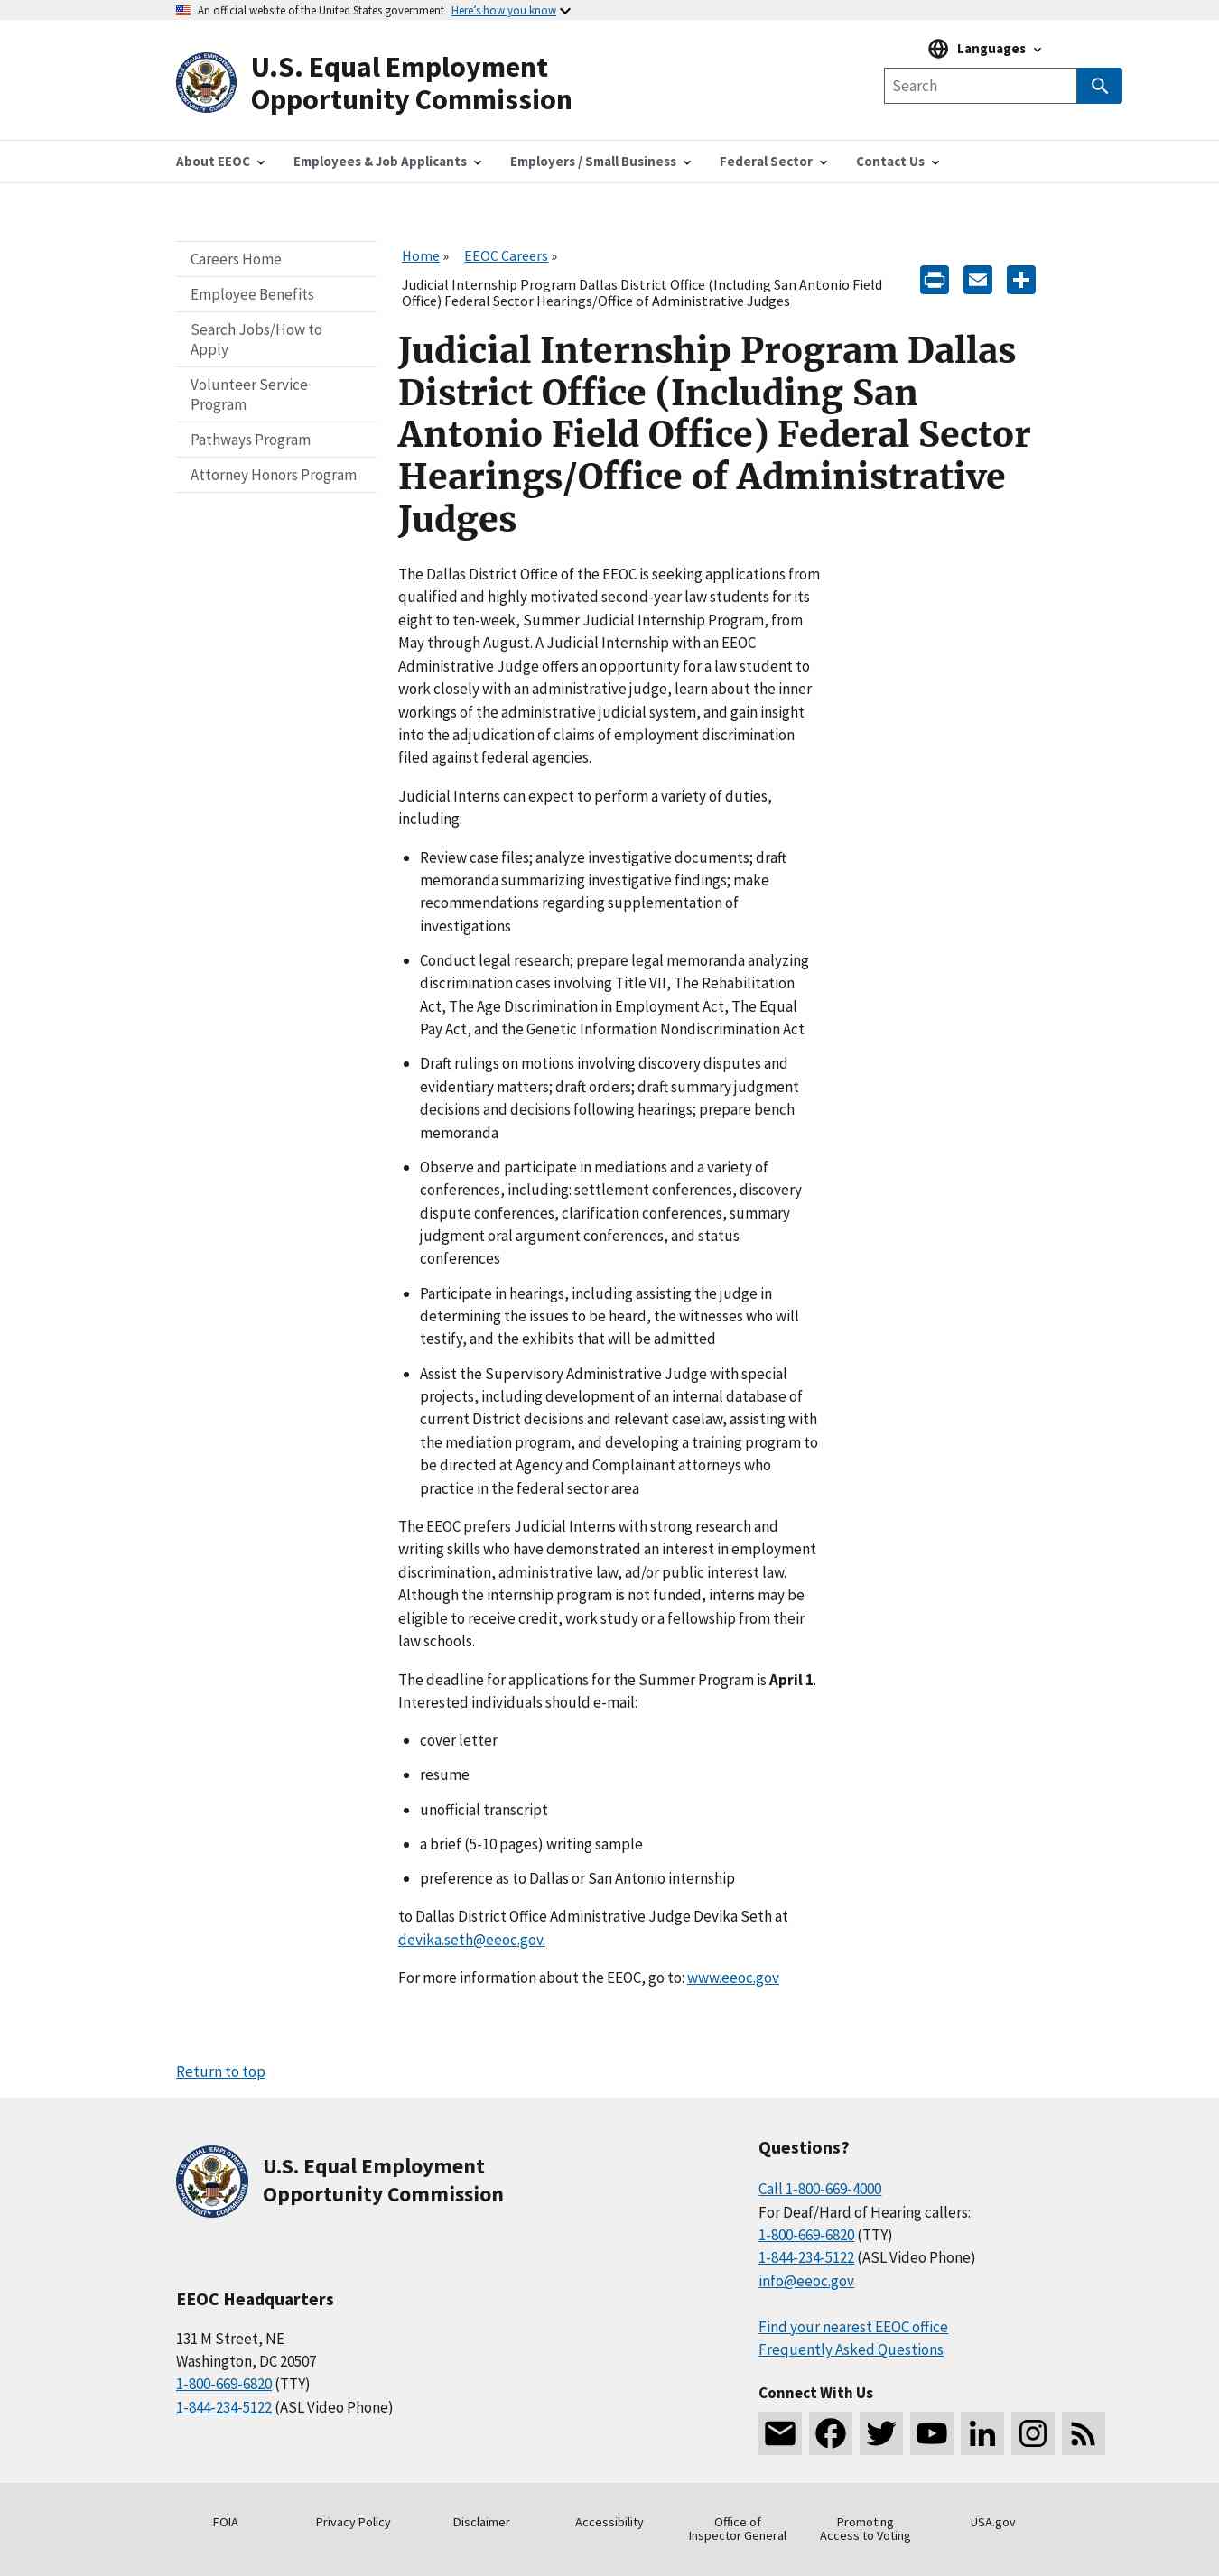 An official website of the United States government Here's how you know
Languages
U.S. Equal Employment
Opportunity Commission
Search
About EEOC Employees & Job Applicants Employers / Small Business Federal Sector Contact Us
Careers Home
Employee Benefits
Search Jobs/How to
Apply
Volunteer Service
Program
Pathways Program
Attorney Honors Program
Home » EEOC Careers »
Judicial Internship Program Dallas District Office (Including San Antonio Field
Office) Federal Sector Hearings/Office of Administrative Judges
Judicial Internship Program Dallas
District Office (Including San
Antonio Field Office) Federal Sector
Hearings/Office of Administrative
Judges
The Dallas District Office of the EEOC is seeking applications from
qualified and highly motivated second-year law students for its
eight to ten-week, Summer Judicial Internship Program, from
May through August. A Judicial Internship with an EEOC
Administrative Judge offers an opportunity for a law student to
work closely with an administrative judge, learn about the inner
workings of the administrative judicial system, and gain insight
into the adjudication of claims of employment discrimination
filed against federal agencies.
Judicial Interns can expect to perform a variety of duties,
including:
Review case files; analyze investigative documents; draft
memoranda summarizing investigative findings; make
recommendations regarding supplementation of
investigations
Conduct legal research; prepare legal memoranda analyzing
discrimination cases involving Title VII, The Rehabilitation
Act, The Age Discrimination in Employment Act, The Equal
Pay Act, and the Genetic Information Nondiscrimination Act
Draft rulings on motions involving discovery disputes and
evidentiary matters; draft orders; draft summary judgment
decisions and decisions following hearings; prepare bench
memoranda
Observe and participate in mediations and a variety of
conferences, including: settlement conferences, discovery
dispute conferences, clarification conferences, summary
judgment oral argument conferences, and status
conferences
Participate in hearings, including assisting the judge in
determining the issues to be heard, the witnesses who will
testify, and the exhibits that will be admitted
Assist the Supervisory Administrative Judge with special
projects, including development of an internal database of
current District decisions and relevant caselaw, assisting with
the mediation program, and developing a training program to
be directed at Agency and Complainant attorneys who
practice in the federal sector area
The EEOC prefers Judicial Interns with strong research and
writing skills who have demonstrated an interest in employment
discrimination, administrative law, ad/or public interest law.
Although the internship program is not funded, interns may be
eligible to receive credit, work study or a fellowship from their
law schools.
The deadline for applications for the Summer Program is April 1.
Interested individuals should e-mail:
cover letter
resume
unofficial transcript
a brief (5-10 pages) writing sample
preference as to Dallas or San Antonio internship
to Dallas District Office Administrative Judge Devika Seth at
devika.seth@eeoc.gov.
For more information about the EEOC, go to: www.eeoc.gov
Return to top
U.S. Equal Employment
Opportunity Commission
EEOC Headquarters
131 M Street, NE
Washington, DC 20507
1-800-669-6820 (TTY)
1-844-234-5122 (ASL Video Phone)
Questions?
Call 1-800-669-4000
For Deaf/Hard of Hearing callers:
1-800-669-6820 (TTY)
1-844-234-5122 (ASL Video Phone)
info@eeoc.gov
Find your nearest EEOC office
Frequently Asked Questions
Connect With Us
FOIA
Privacy Policy
Disclaimer
Accessibility
Office of
Inspector General
Promoting
Access to Voting
USA.gov